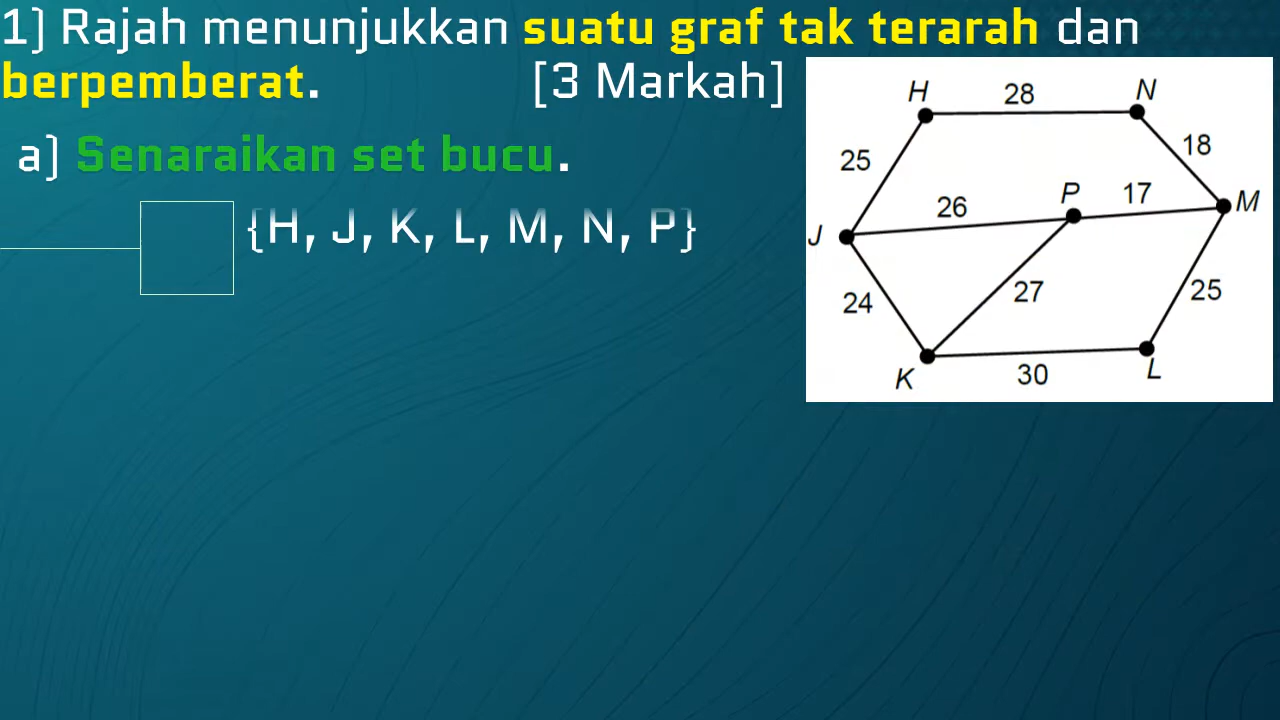 1) Rajah menunjukkan suatu graf tak terarah dan
berpemberat. [3 Markah]
a) Senaraikan set bucu.
{H, J, K, L, M, N, P}
H 28 N
25 18
26 P 17 M
J
24 27 25
K 30 L